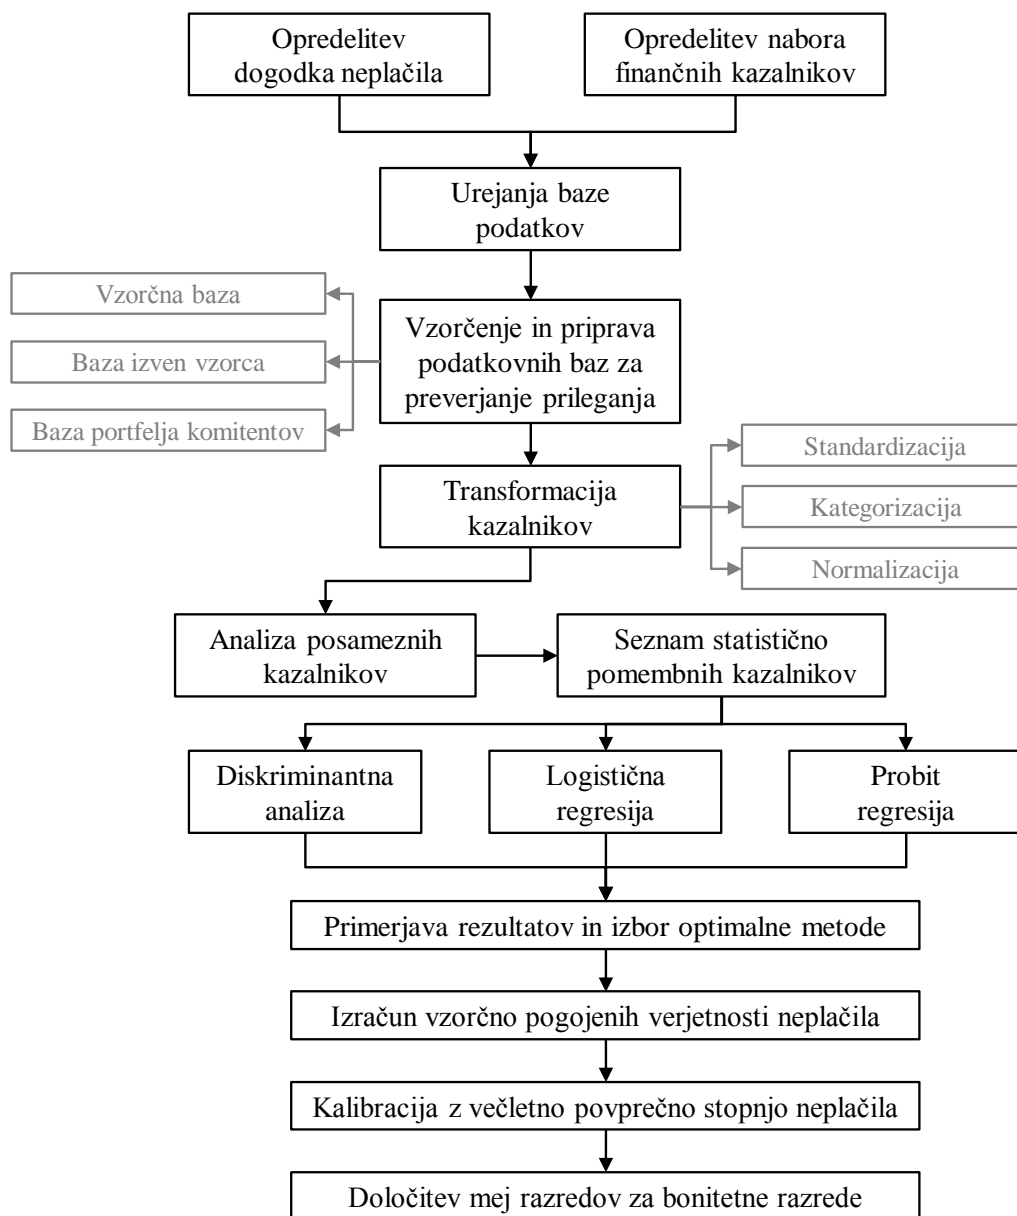 Opredelitev
dogodka neplačila
Opredelitev nabora
finančnih kazalnikov
Urejanja baze
podatkov
Vzorčna baza
Baza izven vzorca
Baza portfelja komitentov
Vzorčenje in priprava
podatkovnih baz za
preverjanje prileganja
Transformacija
kazalnikov
Standardizacija
Kategorizacija
Normalizacija
Analiza posameznih
kazalnikov
Seznam statistično
pomembnih kazalnikov
Diskriminantna
analiza
Logistična
regresija
Probit
regresija
Primerjava rezultatov in izbor optimalne metode
Izračun vzorčno pogojenih verjetnosti neplačila
Kalibracija z večletno povprečno stopnjo neplačila
Določitev mej razredov za bonitetne razrede